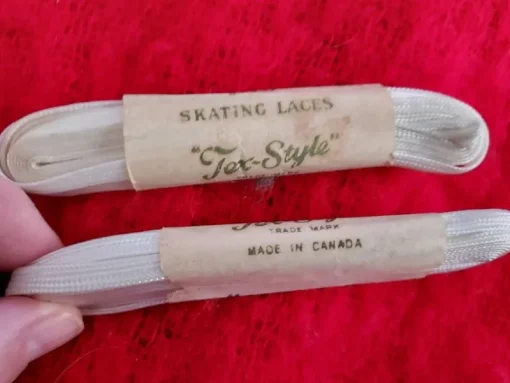 SKATING LACES
"Tex-Style"
TRADE MARK
MADE IN CANADA